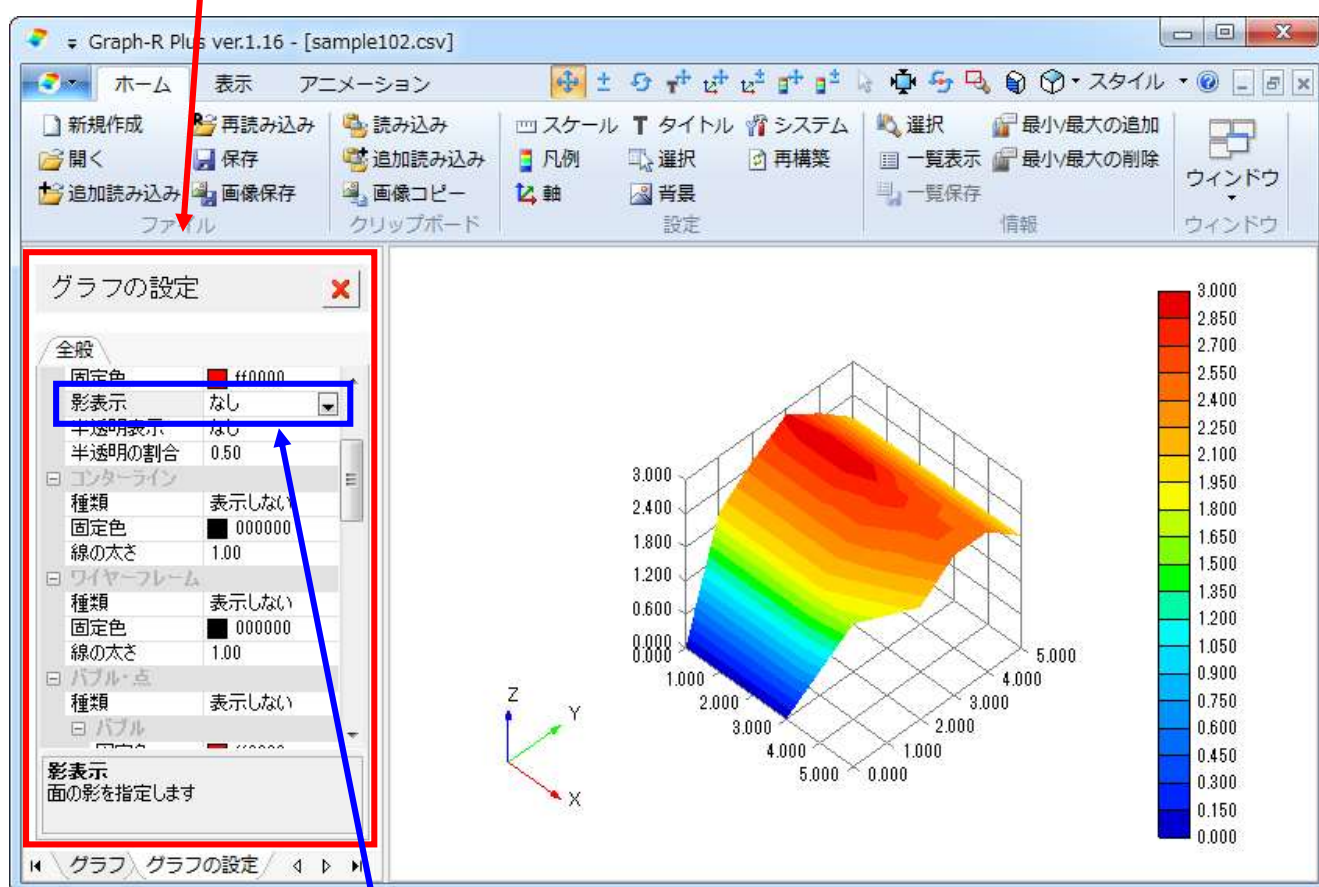 Graph-R Plus ver.1.16 - [sample102.csv]
ホーム 表示 アニメーション スタイル
新規作成 再読み込み 読み込み スケール タイトル システム 選択 最小/最大の追加
開く 保存 追加読み込み 凡例 選択 再構築 一覧表示 最小/最大の削除
追加読み込み 画像保存 画像コピー 軸 背景 一覧保存
ウィンドウ
ファイル クリップボード 設定 情報 ウィンドウ
グラフの設定
全般
固定色 ff0000
影表示 なし
半透明表示 なし
半透明の割合 0.50
コンターライン
種類 表示しない
固定色 000000
線の太さ 1.00
ワイヤーフレーム
種類 表示しない
固定色 000000
線の太さ 1.00
バブル・点
種類 表示しない
バブル
固定色 ff0000
影表示
面の影を指定します
グラフ グラフの設定
3.000
2.400
1.800
1.200
0.600
0.000
0.000
1.000
2.000
3.000
4.000
5.000
0.000
1.000
2.000
3.000
4.000
5.000
Z
Y
X
3.000
2.850
2.700
2.550
2.400
2.250
2.100
1.950
1.800
1.650
1.500
1.350
1.200
1.050
0.900
0.750
0.600
0.450
0.300
0.150
0.000